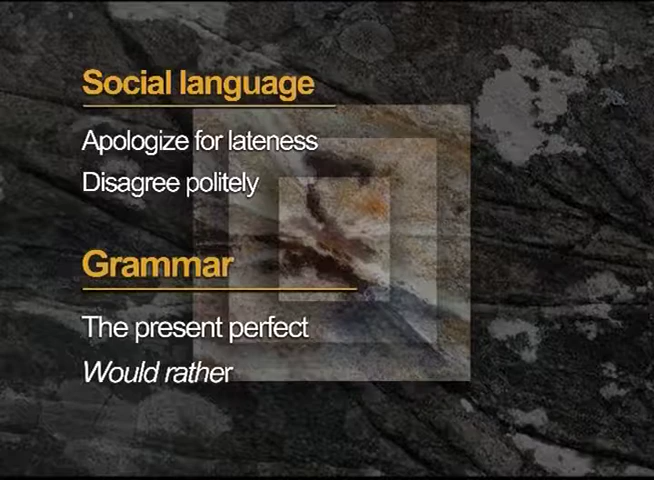 Social language
Apologize for lateness
Disagree politely
Grammar
The present perfect
Would rather